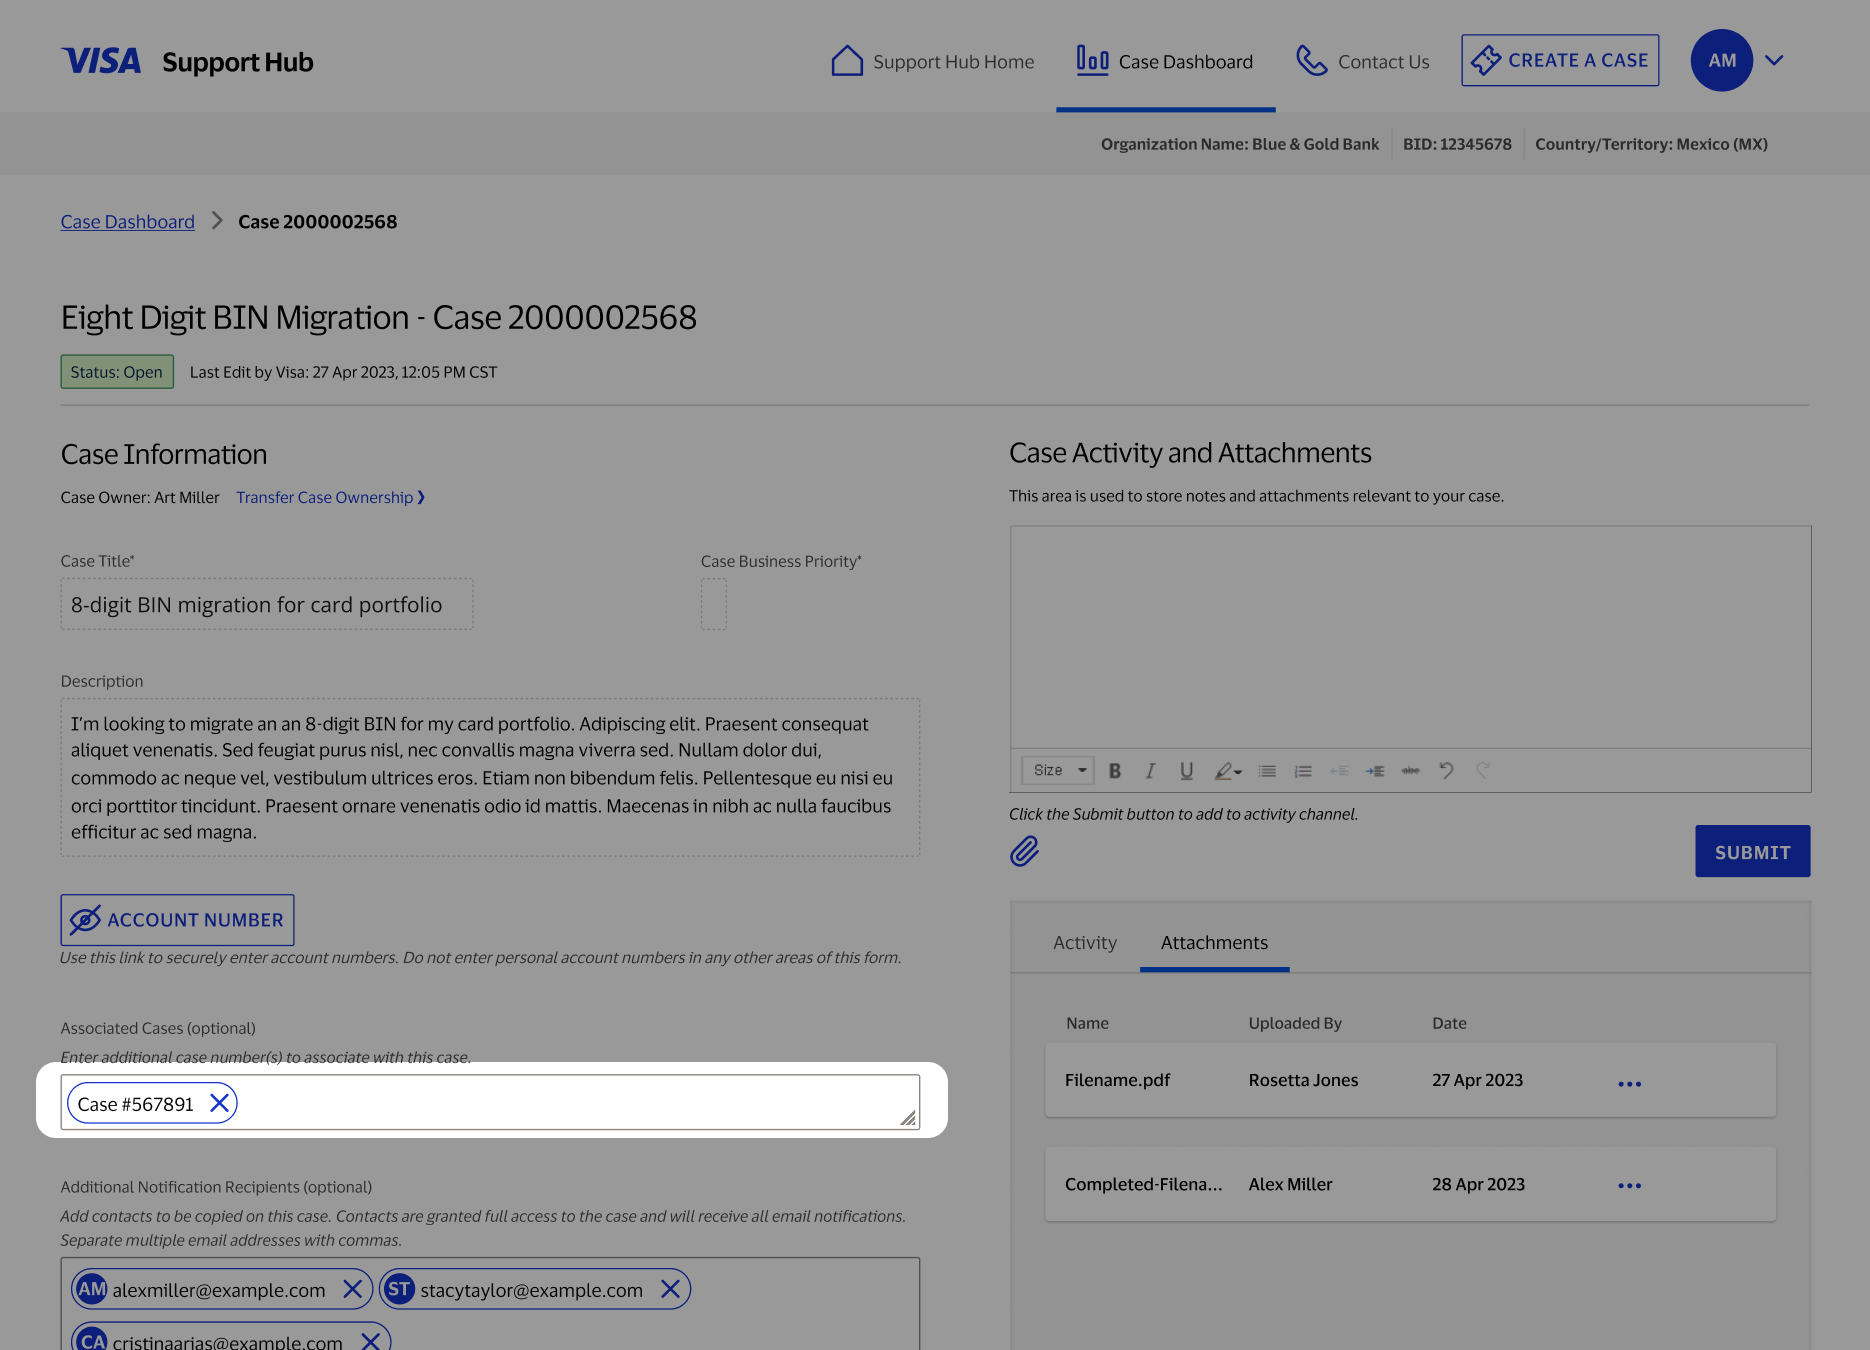 VISA Support Hub
Support Hub Home
Case Dashboard
Contact Us
CREATE A CASE
AM
Organization Name: Blue & Gold Bank
BID: 12345678
Country/Territory: Mexico (MX)
Case Dashboard
Case 2000002568
Eight Digit BIN Migration - Case 2000002568
Status: Open
Last Edit by Visa: 27 Apr 2023, 12:05 PM CST
Case Information
Case Owner: Art Miller
Transfer Case Ownership
Case Title*
Case Business Priority*
8-digit BIN migration for card portfolio
Description
I'm looking to migrate an an 8-digit BIN for my card portfolio. Adipiscing elit. Praesent consequat
aliquet venenatis. Sed feugiat purus nisl, nec convallis magna viverra sed. Nullam dolor dui,
commodo ac neque vel, vestibulum ultrices eros. Etiam non bibendum felis. Pellentesque eu nisi eu
orci porttitor tincidunt. Praesent ornare venenatis odio id mattis. Maecenas in nibh ac nulla faucibus
efficitur ac sed magna.
ACCOUNT NUMBER
Use this link to securely enter account numbers. Do not enter personal account numbers in any other areas of this form.
Associated Cases (optional)
Enter additional case number(s) to associate with this case.
Case #567891
Additional Notification Recipients (optional)
Add contacts to be copied on this case. Contacts are granted full access to the case and will receive all email notifications.
Separate multiple email addresses with commas.
AM alexmiller@example.com
ST stacytaylor@example.com
CA cristinaarias@example.com
Case Activity and Attachments
This area is used to store notes and attachments relevant to your case.
Size B I U abc
Click the Submit button to add to activity channel.
SUBMIT
Activity
Attachments
Name Uploaded By Date
Filename.pdf Rosetta Jones 27 Apr 2023
Completed-Filena... Alex Miller 28 Apr 2023